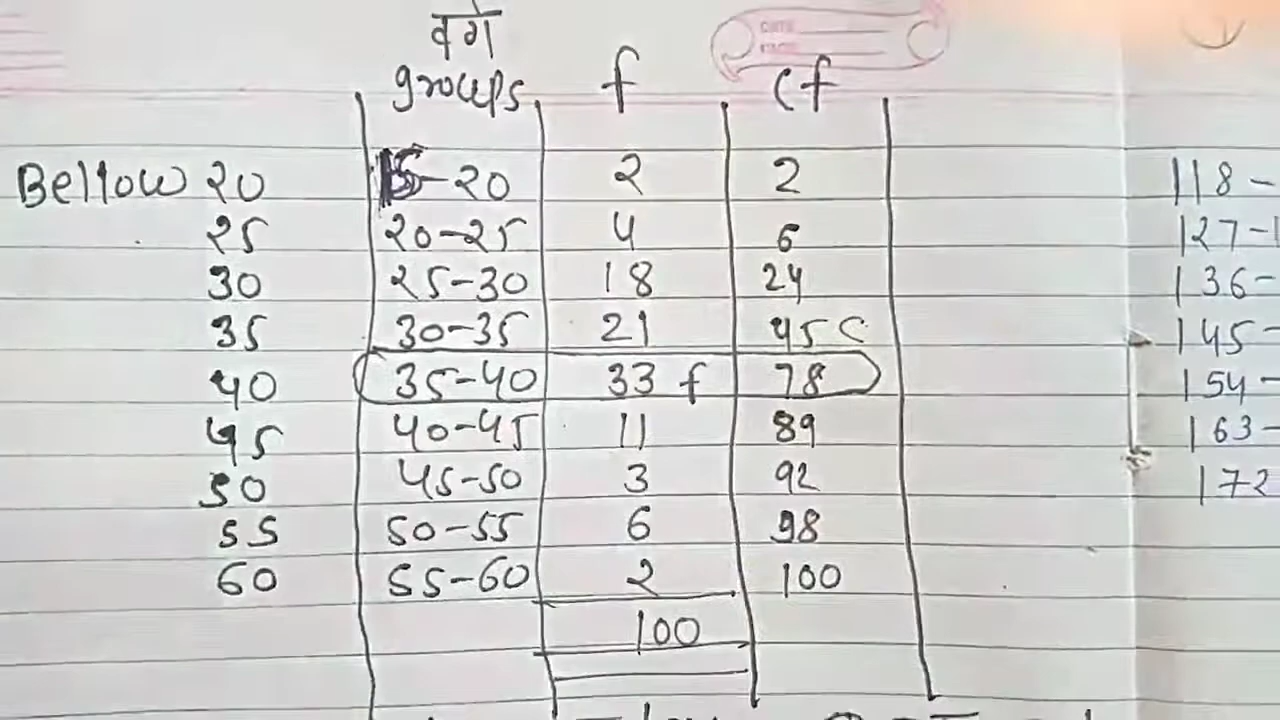 वर्ग
groups f cf
DATE
Bellow 20 15-20 2 2 118-
25 20-25 4 6 127-1
30 25-30 18 24 136-
35 30-35 21 45 C 145-
40 35-40 33 f 78 154-
45 40-45 11 89 163-
50 45-50 3 92 172
55 50-55 6 98
60 55-60 2 100
100